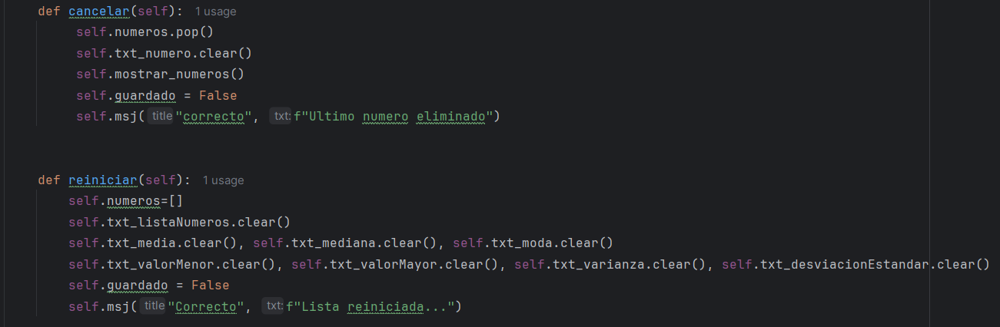 def cancelar(self): 1 usage
self.numeros.pop()
self.txt_numero.clear()
self.mostrar_numeros()
self.guardado = False
self.msj( title "correcto", txt: f"Ultimo numero eliminado")
def reiniciar(self): 1 usage
self.numeros=[]
self.txt_listaNumeros.clear()
self.txt_media.clear(), self.txt_mediana.clear(), self.txt_moda.clear()
self.txt_valorMenor.clear(), self.txt_valorMayor.clear(), self.txt_varianza.clear(), self.txt_desviacionEstandar.clear()
self.guardado = False
self.msj( title "Correcto", txt: f"Lista reiniciada...")